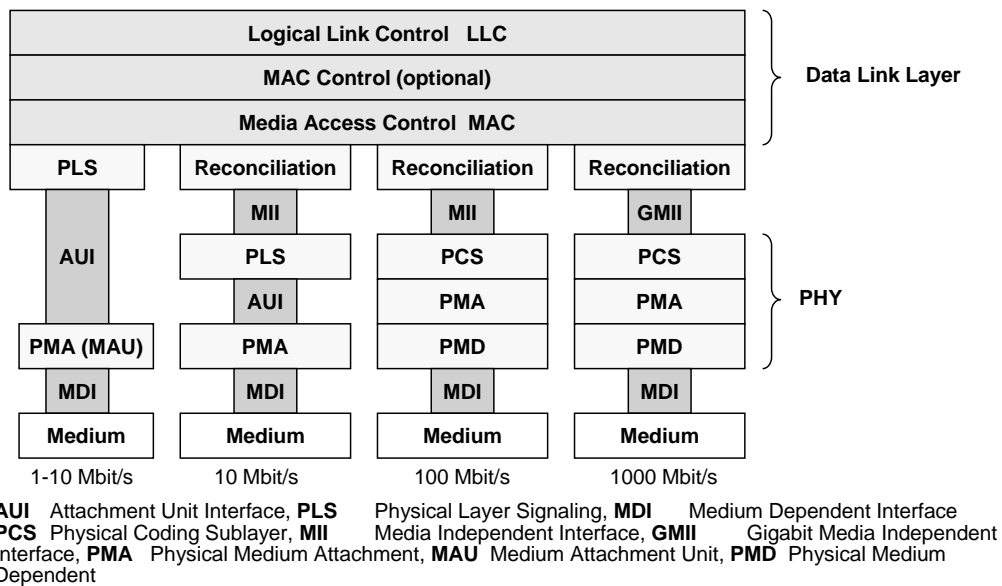 Logical Link Control LLC
MAC Control (optional)
Data Link Layer
Media Access Control MAC
PLS Reconciliation Reconciliation Reconciliation
MII MII GMII
AUI PLS PCS PCS
AUI PMA PMA
PHY
PMA (MAU) PMA PMD PMD
MDI MDI MDI MDI
Medium Medium Medium Medium
1-10 Mbit/s 10 Mbit/s 100 Mbit/s 1000 Mbit/s
AUI Attachment Unit Interface, PLS Physical Layer Signaling, MDI Medium Dependent Interface
PCS Physical Coding Sublayer, MII Media Independent Interface, GMII Gigabit Media Independent
Interface, PMA Physical Medium Attachment, MAU Medium Attachment Unit, PMD Physical Medium
Dependent